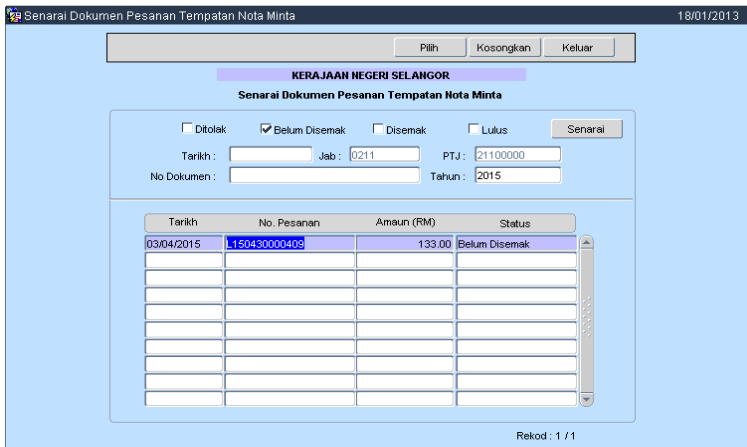 Senarai Dokumen Pesanan Tempatan Nota Minta 18/01/2013
Pilih Kosongkan Keluar
KERAJAAN NEGERI SELANGOR
Senarai Dokumen Pesanan Tempatan Nota Minta
Ditolak Belum Disemak Disemak Lulus Senarai
Tarikh : Jab : 0211 PTJ : 21100000
No Dokumen : Tahun : 2015
Tarikh No. Pesanan Amaun (RM) Status
03/04/2015 L150430000409 133.00 Belum Disemak
Rekod : 1 / 1